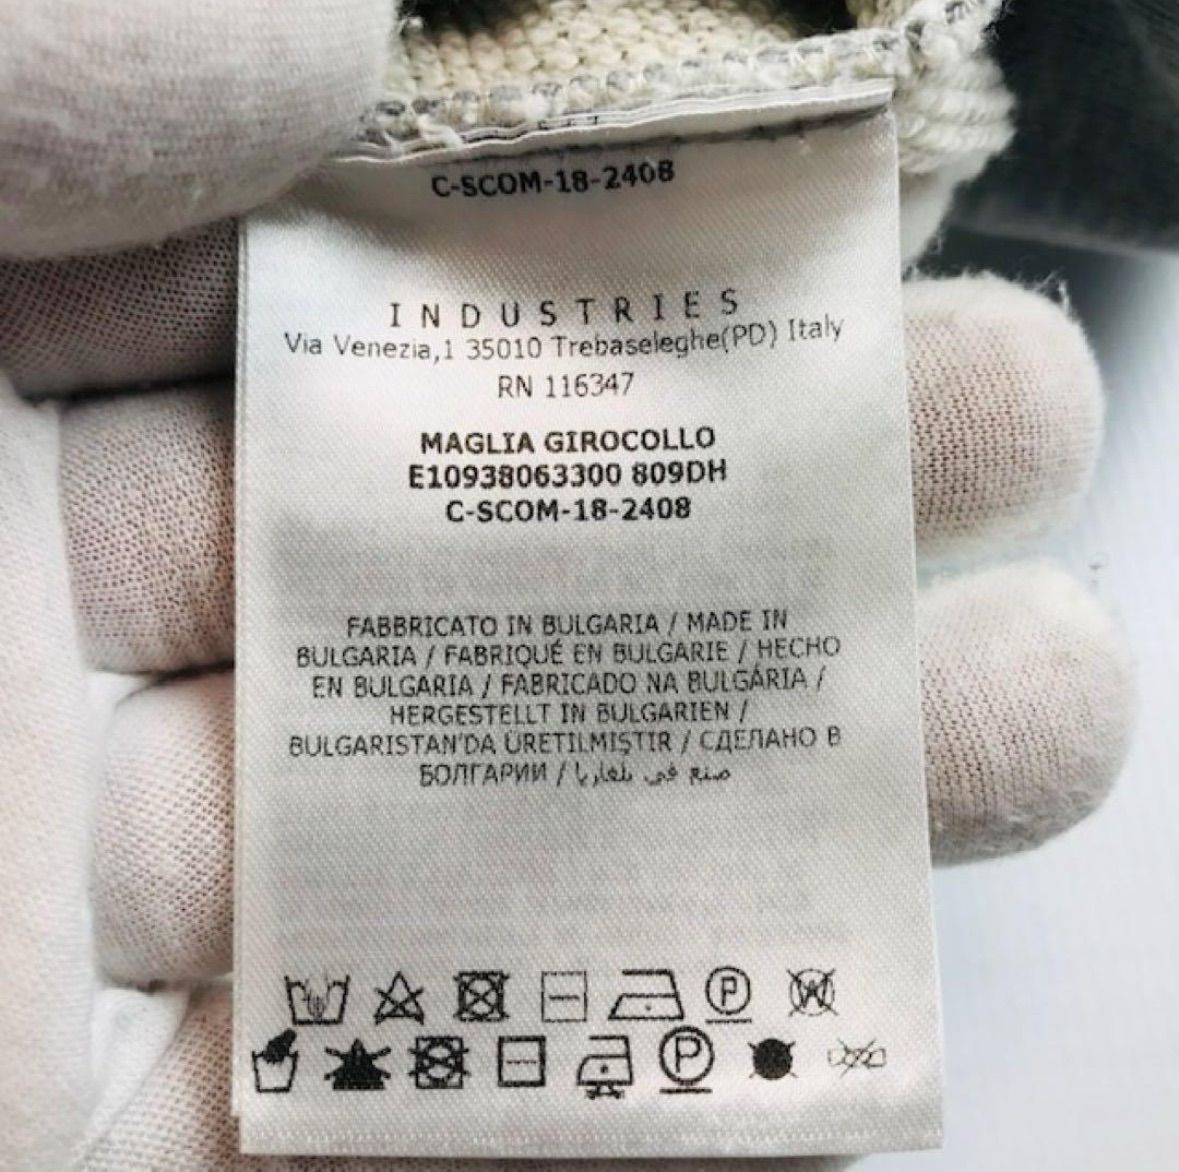 C-SCOM-18-2408
INDUSTRIES
Via Venezia,1 35010 Trebaseleghe(PD) Italy
RN 116347
MAGLIA GIROCOLLO
E10938063300 809DH
C-SCOM-18-2408
FABBRICATO IN BULGARIA / MADE IN
BULGARIA / FABRIQUÉ EN BULGARIE / HECHO
EN BULGARIA / FABRICADO NA BULGÁRIA /
HERGESTELLT IN BULGARIEN /
BULGARISTAN'DA ÜRETILMIŞTIR / СДЕЛАНО В
БОЛГАРИИ / صنع في بلغاريا
P W
P